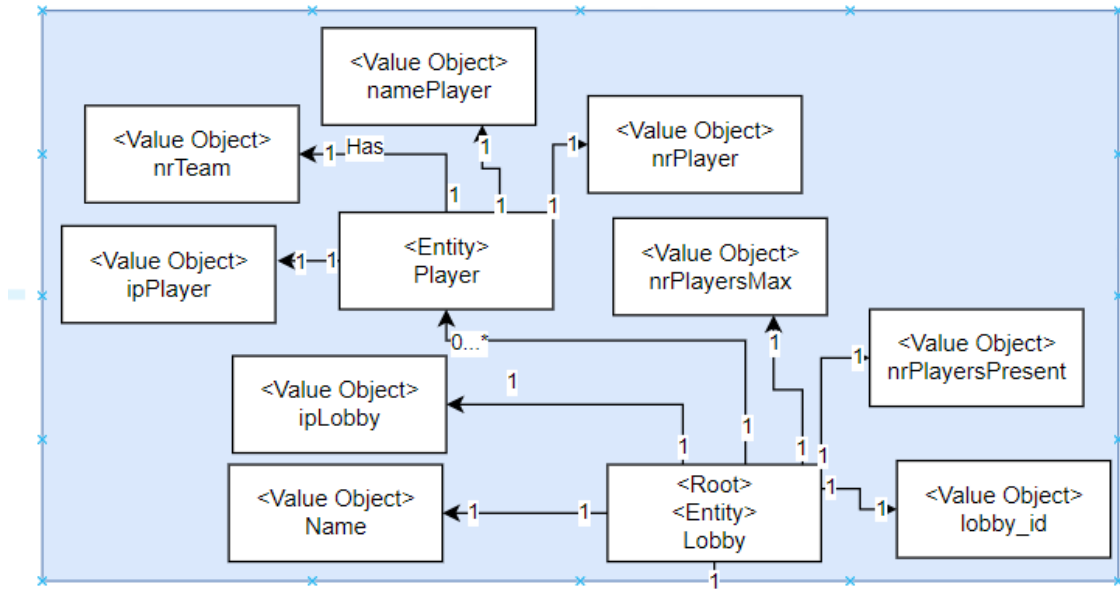 <Value Object>
namePlayer
<Value Object>
nrTeam
<Value Object>
nrPlayer
1
Has
1
1
1
1
1
<Entity>
Player
<Value Object>
ipPlayer
1
1
<Value Object>
nrPlayersMax
0...*
1
<Value Object>
nrPlayersPresent
1
<Value Object>
ipLobby
1
1
1
1
1
<Root>
<Entity>
Lobby
<Value Object>
Name
1
1
1
1
<Value Object>
lobby_id
1